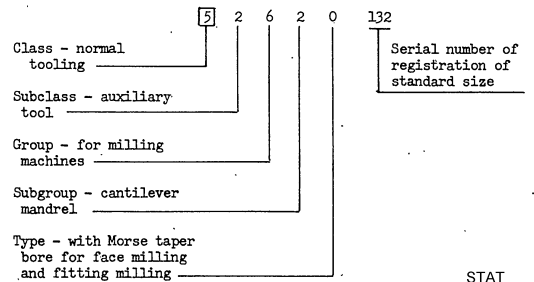 5 2 6 2 0 132
Class - normal
tooling
Serial number of
registration of
standard size
Subclass - auxiliary
tool
Group - for milling
machines
Subgroup - cantilever
mandrel
Type - with Morse taper
bore for face milling
and fitting milling
STAT